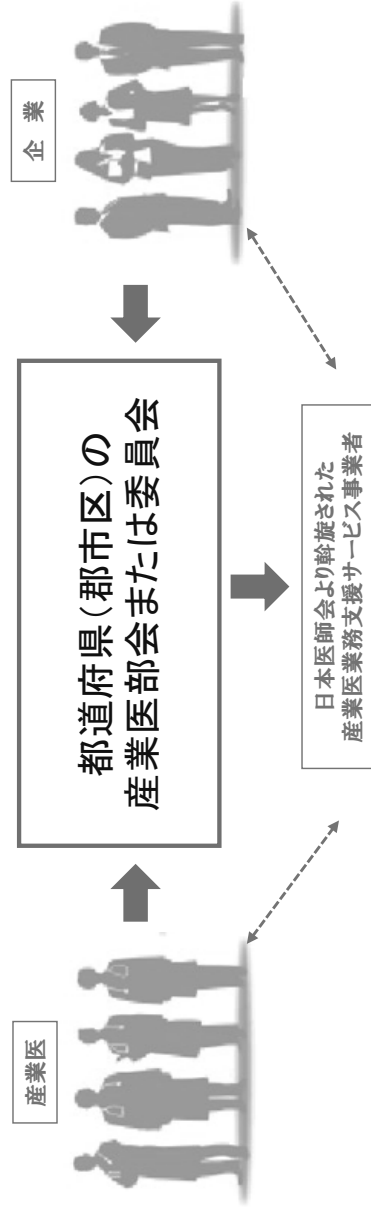 産業医
企 業
都道府県(郡市区)の
産業医部会または委員会
日本医師会より斡旋された
産業医業務支援サービス事業者